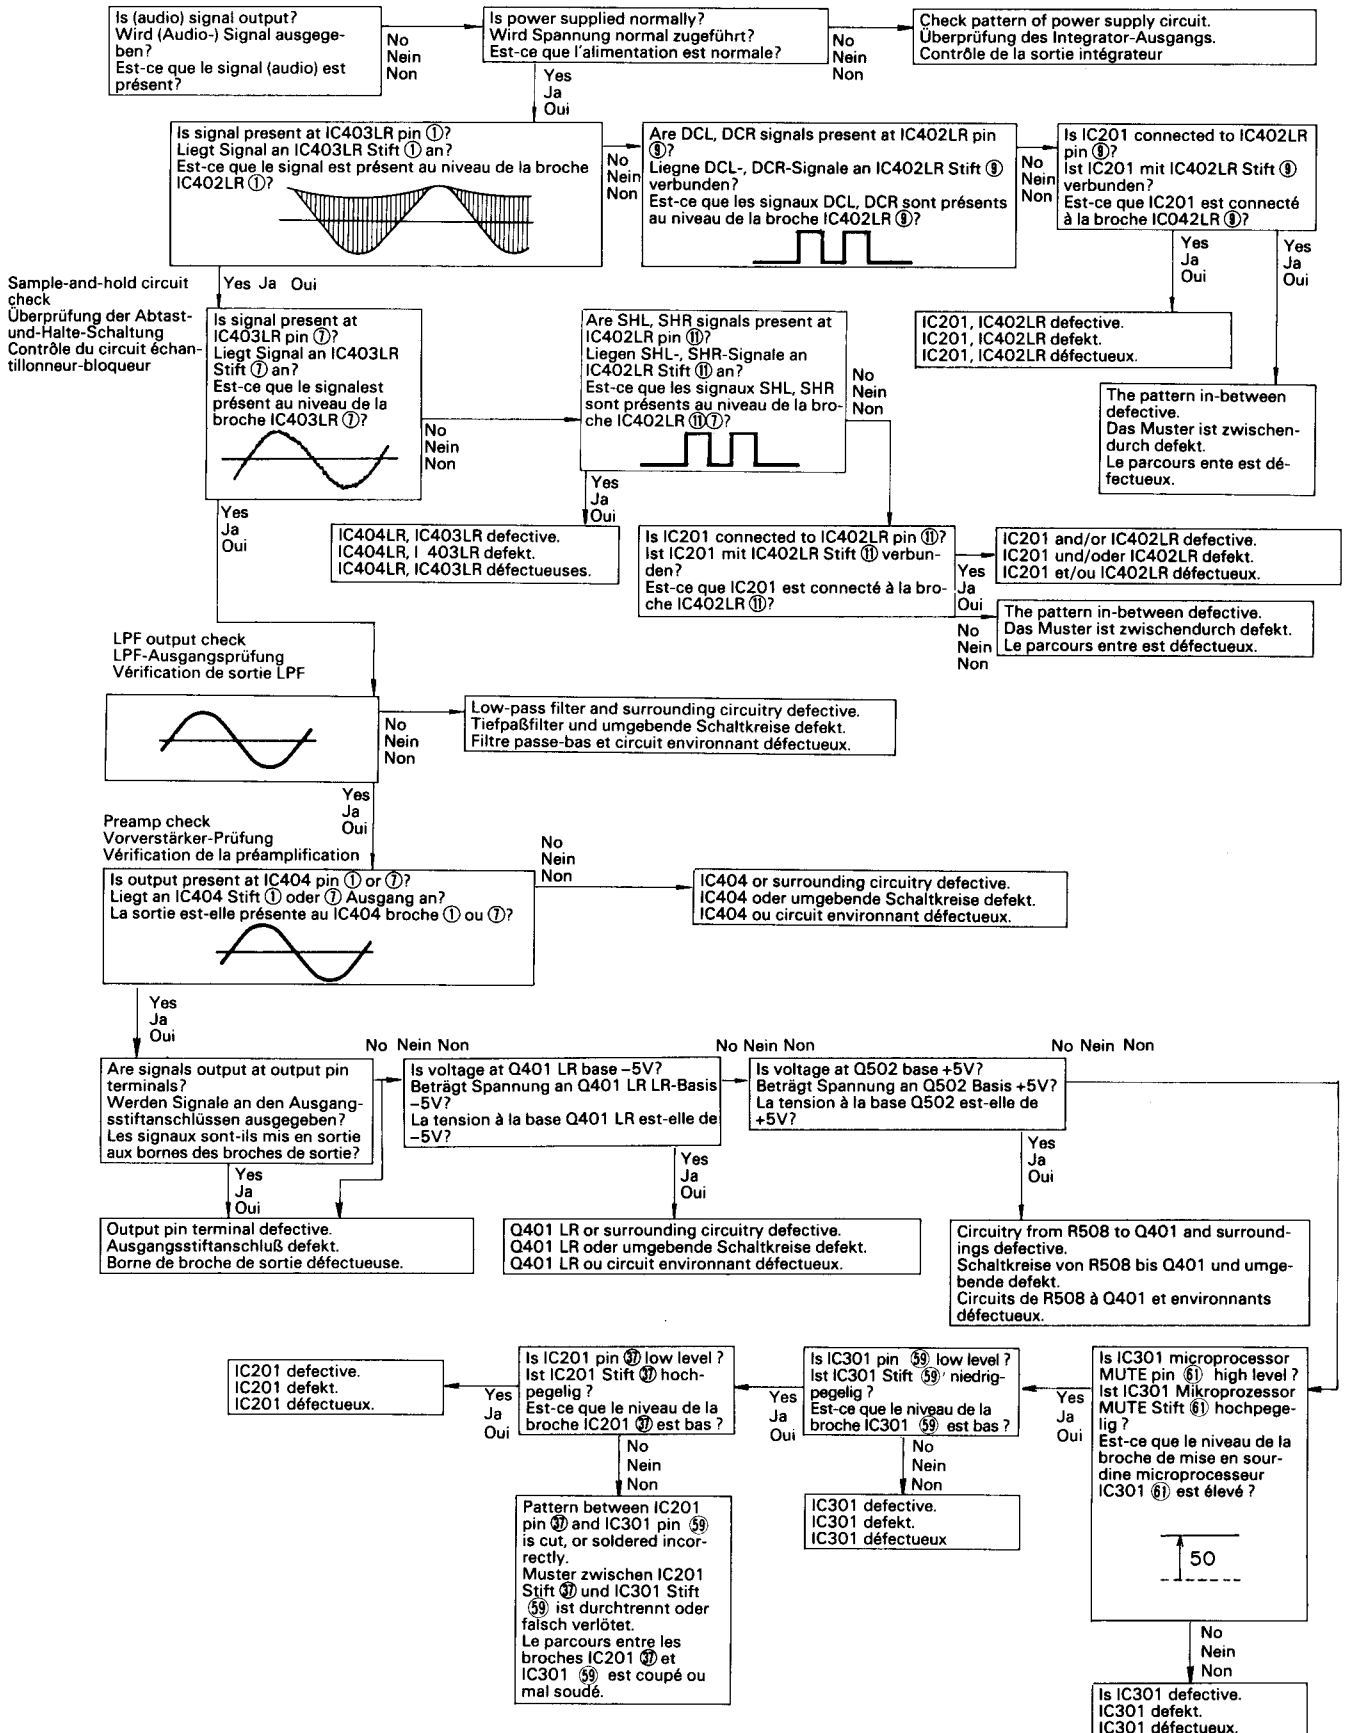 Is (audio) signal output?
Wird (Audio-) Signal ausgege-
ben?
Est-ce que le signal (audio) est
présent?
No
Nein
Non
Is power supplied normally?
Wird Spannung normal zugeführt?
Est-ce que l'alimentation est normale?
No
Nein
Non
Check pattern of power supply circuit.
Überprüfung des Integrator-Ausgangs.
Contrôle de la sortie intégrateur
Yes
Ja
Oui
Is signal present at IC403LR pin ①?
Liegt Signal an IC403LR Stift ① an?
Est-ce que le signal est présent au niveau de la broche
IC402LR ①?
No
Nein
Non
Are DCL, DCR signals present at IC402LR pin
⑨?
Liegne DCL-, DCR-Signale an IC402LR Stift ⑨
verbunden?
Est-ce que les signaux DCL, DCR sont présents
au niveau de la broche IC402LR ⑨?
No
Nein
Non
Is IC201 connected to IC402LR
pin ⑨?
Ist IC201 mit IC402LR Stift ⑨
verbunden?
Est-ce que IC201 est connecté
à la broche IC042LR ⑨?
Yes
Ja
Oui
Yes
Ja
Oui
Sample-and-hold circuit
check
Überprüfung der Abtast-
und-Halte-Schaltung
Contrôle du circuit échan-
tillonneur-bloqueur
Yes Ja Oui
Is signal present at
IC403LR pin ⑦?
Liegt Signal an IC403LR
Stift ⑦ an?
Est-ce que le signalest
présent au niveau de la
broche IC403LR ⑦?
No
Nein
Non
Are SHL, SHR signals present at
IC402LR pin ⑪?
Liegen SHL-, SHR-Signale an
IC402LR Stift ⑪ an?
Est-ce que les signaux SHL, SHR
sont présents au niveau de la bro-
che IC402LR ⑪⑦?
No
Nein
Non
IC201, IC402LR defective.
IC201, IC402LR defekt.
IC201, IC402LR défectueux.
The pattern in-between
defective.
Das Muster ist zwischen-
durch defekt.
Le parcours ente est dé-
fectueux.
Yes
Ja
Oui
Yes
Ja
Oui
IC404LR, IC403LR defective.
IC404LR, I 403LR defekt.
IC404LR, IC403LR défectueuses.
Is IC201 connected to IC402LR pin ⑪?
Ist IC201 mit IC402LR Stift ⑪ verbun-
den?
Est-ce que IC201 est connecté à la bro-
che IC402LR ⑪?
Yes
Ja
Oui
IC201 and/or IC402LR defective.
IC201 und/oder IC402LR defekt.
IC201 et/ou IC402LR défectueux.
No
Nein
Non
The pattern in-between defective.
Das Muster ist zwischendurch defekt.
Le parcours entre est défectueux.
LPF output check
LPF-Ausgangsprüfung
Vérification de sortie LPF
No
Nein
Non
Low-pass filter and surrounding circuitry defective.
Tiefpaßfilter und umgebende Schaltkreise defekt.
Filtre passe-bas et circuit environnant défectueux.
Yes
Ja
Oui
Preamp check
Vorverstärker-Prüfung
Vérification de la préamplification
No
Nein
Non
Is output present at IC404 pin ① or ⑦?
Liegt an IC404 Stift ① oder ⑦ Ausgang an?
La sortie est-elle présente au IC404 broche ① ou ⑦?
IC404 or surrounding circuitry defective.
IC404 oder umgebende Schaltkreise defekt.
IC404 ou circuit environnant défectueux.
Yes
Ja
Oui
No Nein Non
No Nein Non
No Nein Non
Are signals output at output pin
terminals?
Werden Signale an den Ausgang-
sstiftanschlüssen ausgegeben?
Les signaux sont-ils mis en sortie
aux bornes des broches de sortie?
Is voltage at Q401 LR base –5V?
Beträgt Spannung an Q401 LR LR-Basis
–5V?
La tension à la base Q401 LR est-elle de
–5V?
Is voltage at Q502 base +5V?
Beträgt Spannung an Q502 Basis +5V?
La tension à la base Q502 est-elle de
+5V?
Yes
Ja
Oui
Yes
Ja
Oui
Yes
Ja
Oui
Output pin terminal defective.
Ausgangsstiftanschluß defekt.
Borne de broche de sortie défectueuse.
Q401 LR or surrounding circuitry defective.
Q401 LR oder umgebende Schaltkreise defekt.
Q401 LR ou circuit environnant défectueux.
Circuitry from R508 to Q401 and surround-
ings defective.
Schaltkreise von R508 bis Q401 und umge-
bende defekt.
Circuits de R508 à Q401 et environnants
défectueux.
IC201 defective.
IC201 defekt.
IC201 défectueux.
Yes
Ja
Oui
Is IC201 pin ㊲ low level ?
Ist IC201 Stift ㊲ hoch-
pegelig ?
Est-ce que le niveau de la
broche IC201 ㊲ est bas ?
Yes
Ja
Oui
Is IC301 pin (59) low level ?
Ist IC301 Stift (59) niedrig-
pegelig ?
Est-ce que le niveau de la
broche IC301 (59) est bas ?
Yes
Ja
Oui
Is IC301 microprocessor
MUTE pin (61) high level ?
Ist IC301 Mikroprozessor
MUTE Stift (61) hochpege-
lig ?
Est-ce que le niveau de la
broche de mise en sour-
dine microprocesseur
IC301 (61) est élevé ?
50
No
Nein
Non
No
Nein
Non
Pattern between IC201
pin ㊲ and IC301 pin (59)
is cut, or soldered incor-
rectly.
Muster zwischen IC201
Stift ㊲ und IC301 Stift
(59) ist durchtrennt oder
falsch verlötet.
Le parcours entre les
broches IC201 ㊲ et
IC301 (59) est coupé ou
mal soudé.
IC301 defective.
IC301 defekt.
IC301 défectueux
No
Nein
Non
Is IC301 defective.
IC301 defekt.
IC301 défectueux.